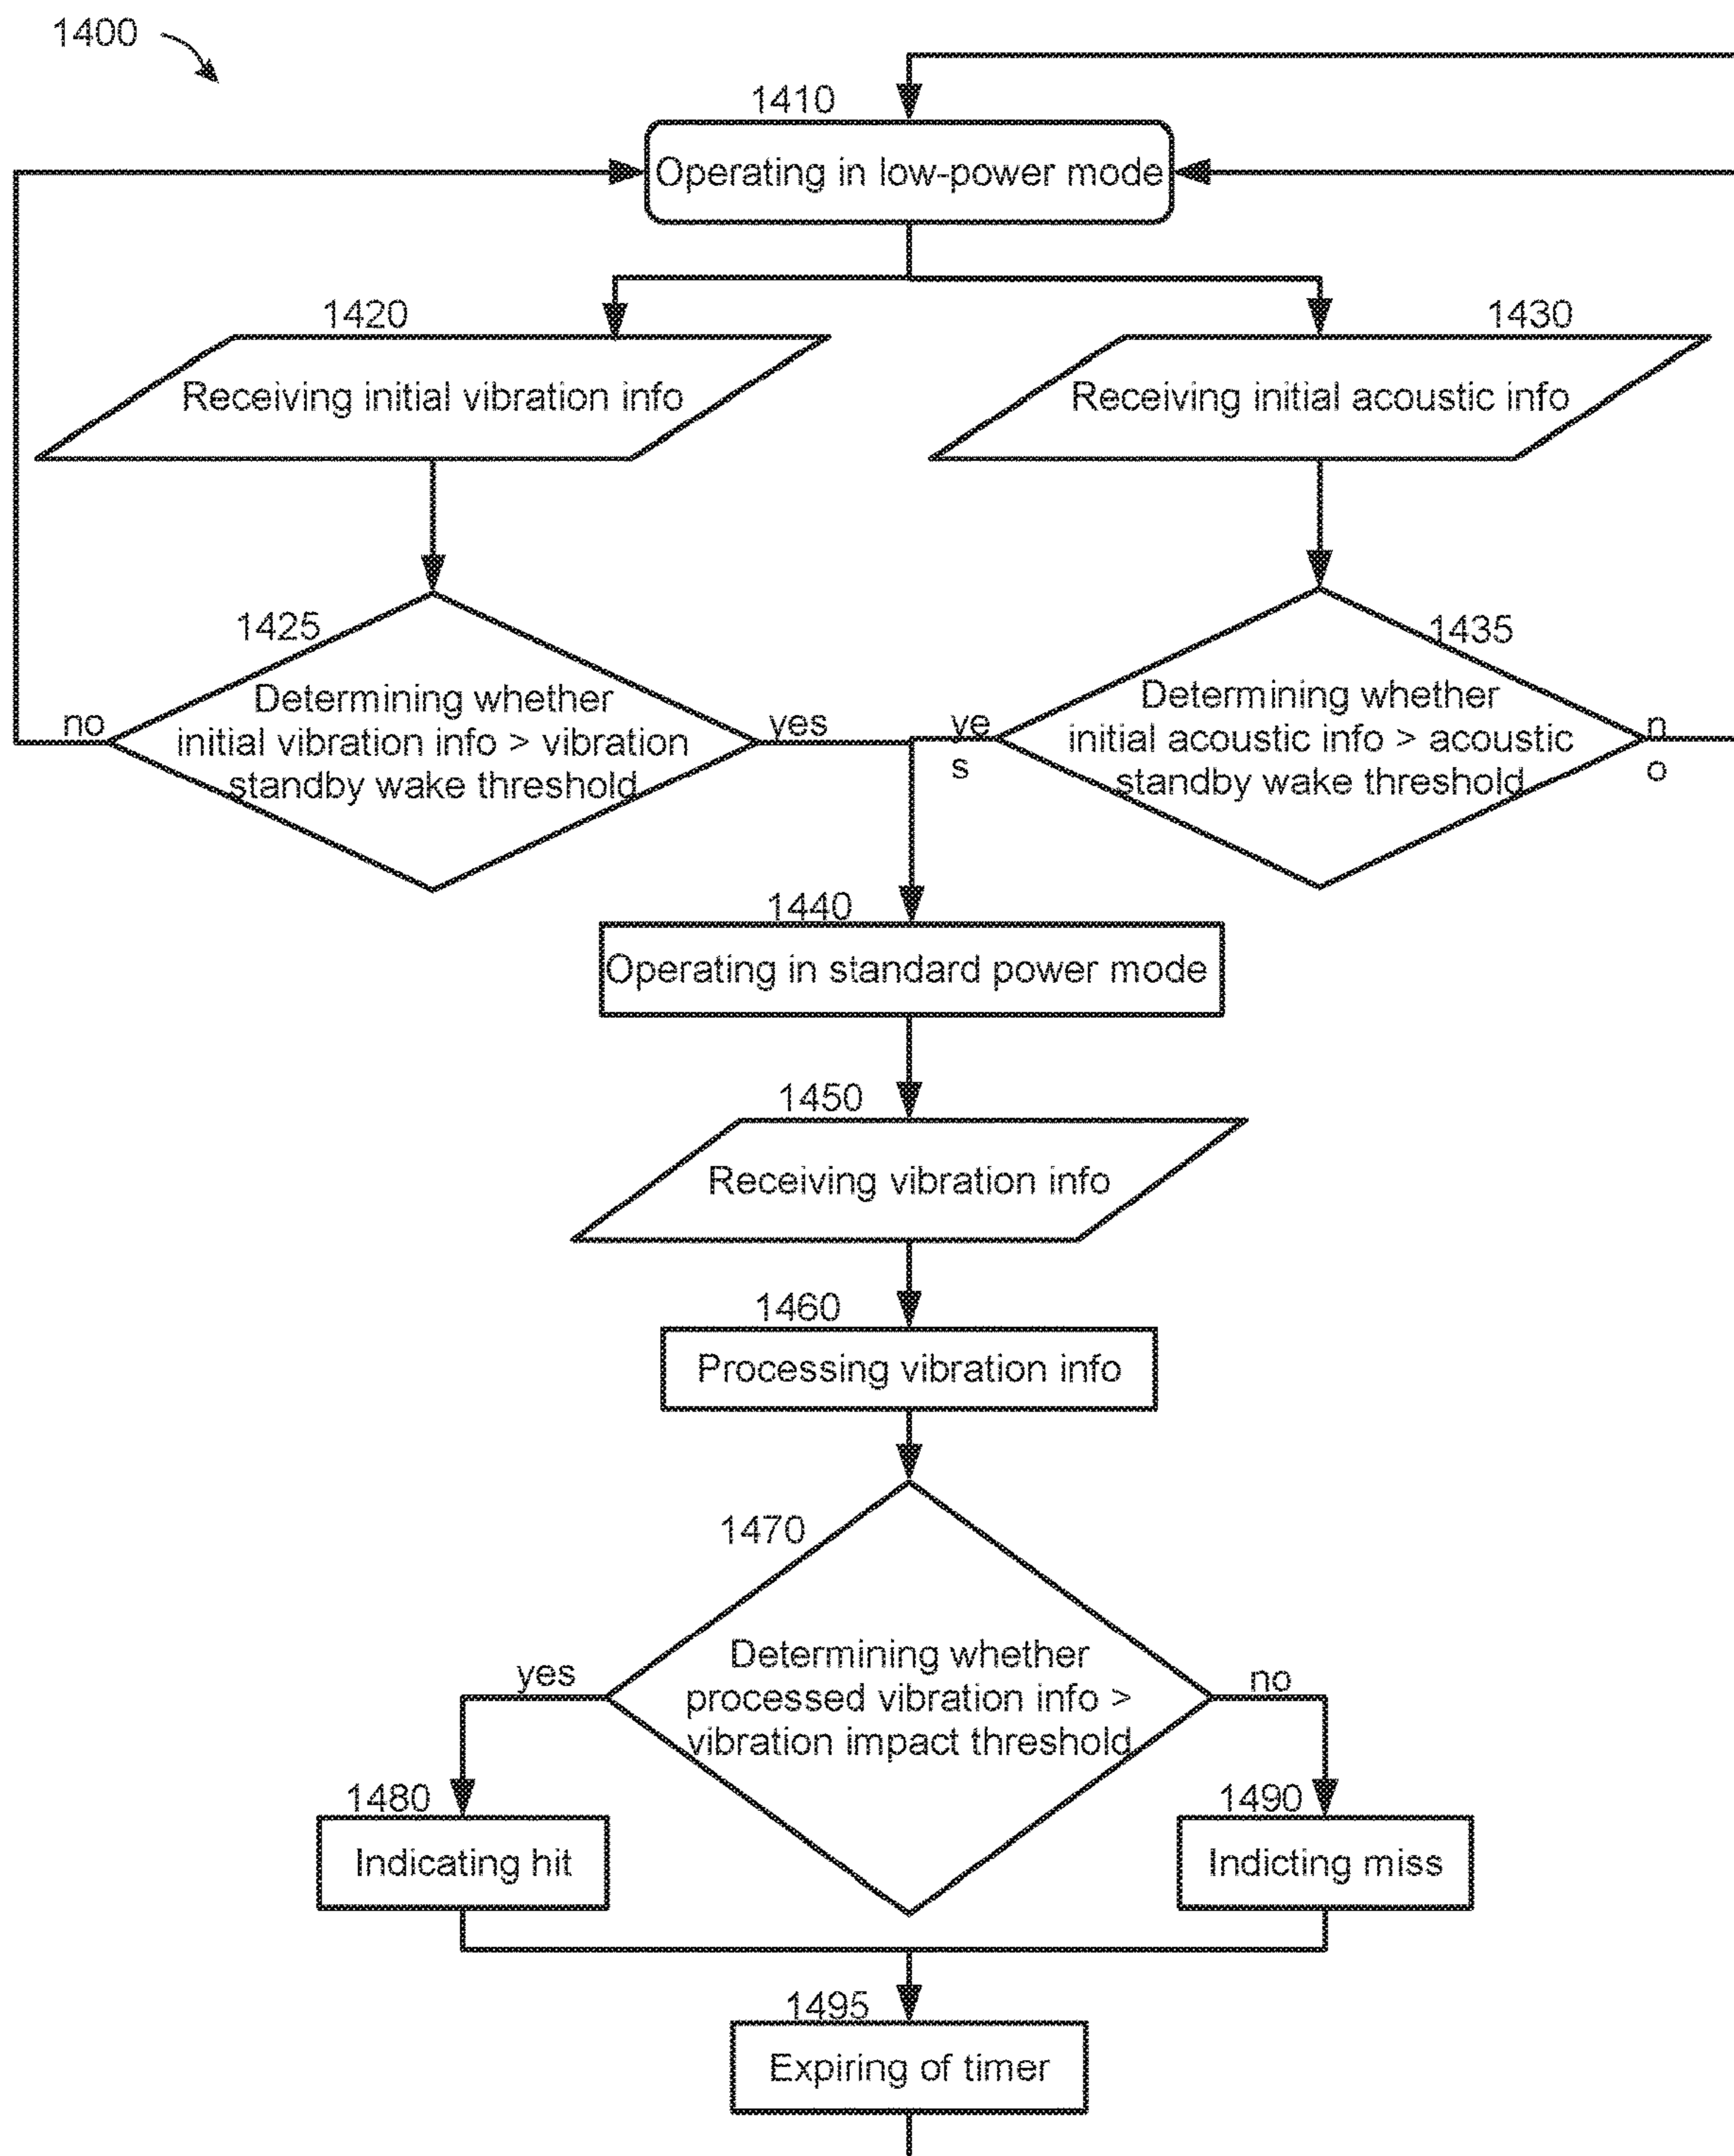 1400
1410
Operating in low-power mode
1420
1430
Receiving initial vibration info
Receiving initial acoustic info
1425
1435
Determining whether
initial vibration info > vibration
standby wake threshold
no
yes
Determining whether
initial acoustic info > acoustic
standby wake threshold
ye
s
n
o
1440
Operating in standard power mode
1450
Receiving vibration info
1460
Processing vibration info
1470
Determining whether
processed vibration info >
vibration impact threshold
yes
no
1480
1490
Indicating hit
Indicting miss
1495
Expiring of timer